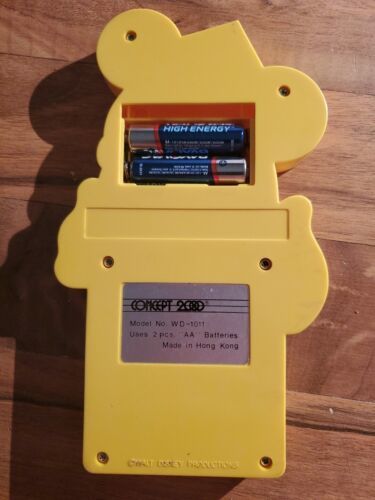 HIGH ENERGY
CONCEPT 2000
Model No. WD-1011
Uses 2 pcs. "AA" Batteries
Made in Hong Kong
©WALT DISNEY PRODUCTIONS